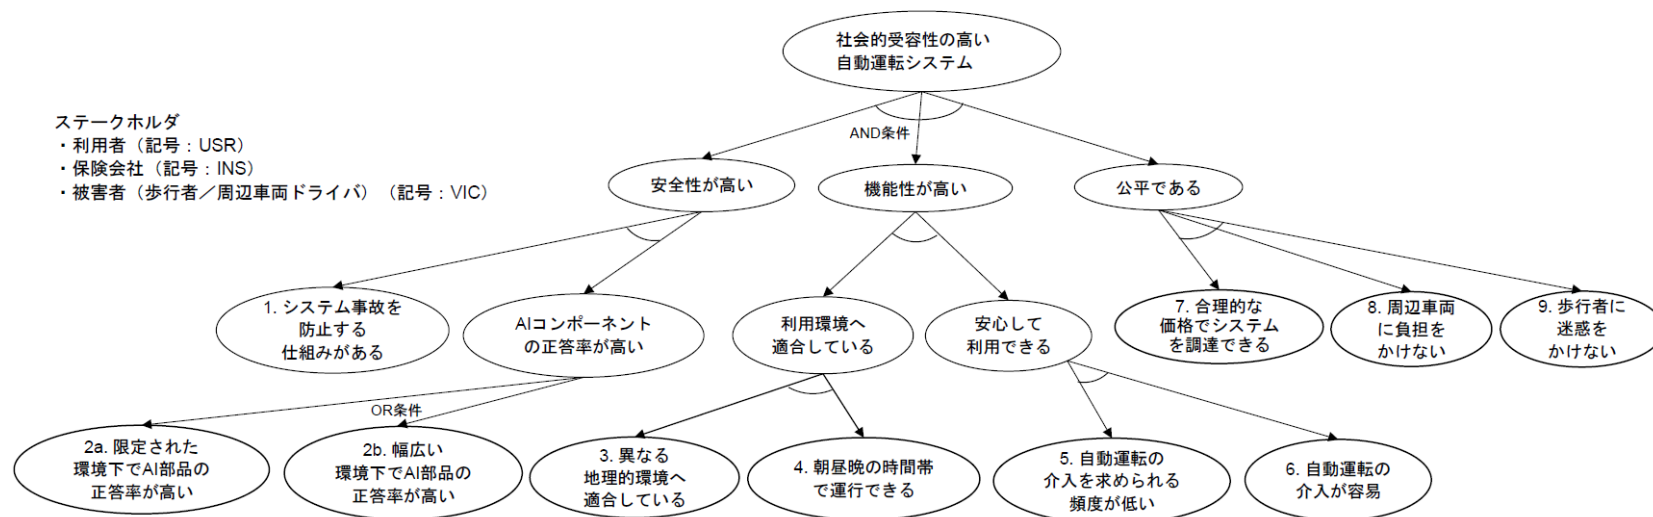 社会的受容性の高い
自動運転システム
ステークホルダ
・利用者（記号：USR）
・保険会社（記号：INS）
・被害者（歩行者／周辺車両ドライバ）（記号：VIC）
AND条件
安全性が高い
機能性が高い
公平である
1. システム事故を
防止する
仕組みがある
AIコンポーネント
の正答率が高い
利用環境へ
適合している
安心して
利用できる
7. 合理的な
価格でシステム
を調達できる
8. 周辺車両
に負担を
かけない
9. 歩行者に
迷惑を
かけない
OR条件
2a. 限定された
環境下でAI部品の
正答率が高い
2b. 幅広い
環境下でAI部品の
正答率が高い
3. 異なる
地理的環境へ
適合している
4. 朝昼晩の時間帯
で運行できる
5. 自動運転の
介入を求められる
頻度が低い
6. 自動運転の
介入が容易